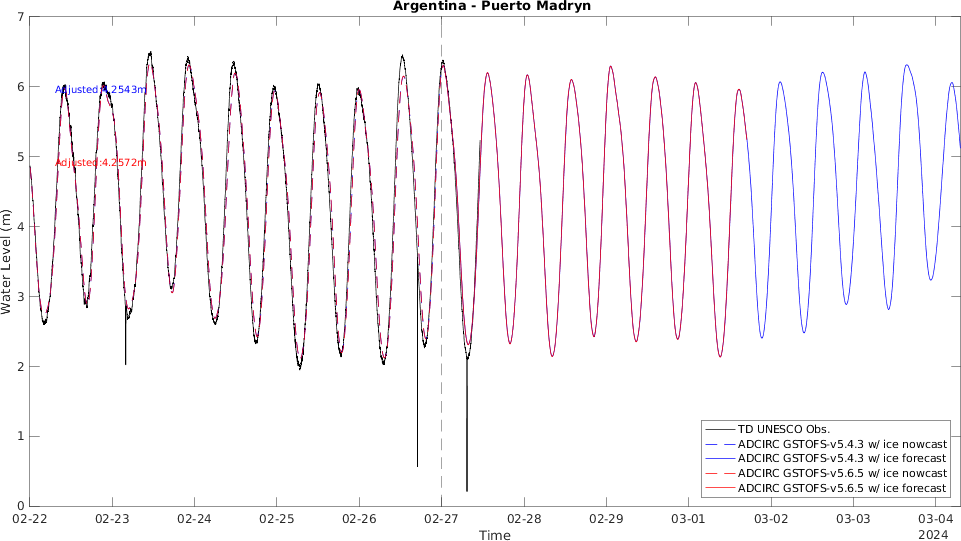 Argentina - Puerto Madryn
7
6
5
4
3
2
1
0
Water Level (m)
Adjusted:4.2543m
Adjusted:4.2572m
TD UNESCO Obs.
ADCIRC GSTOFS-v5.4.3 w/ ice nowcast
ADCIRC GSTOFS-v5.4.3 w/ ice forecast
ADCIRC GSTOFS-v5.6.5 w/ ice nowcast
ADCIRC GSTOFS-v5.6.5 w/ ice forecast
02-22 02-23 02-24 02-25 02-26 02-27 02-28 02-29 03-01 03-02 03-03 03-04
Time
2024